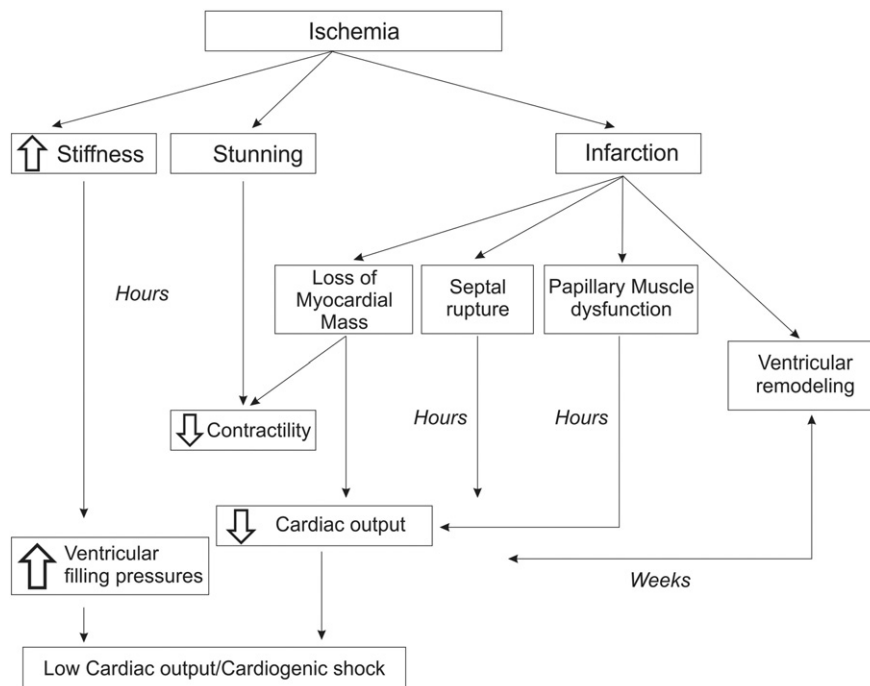 Ischemia
Stiffness
Stunning
Infarction
Hours
Loss of
Myocardial
Mass
Septal
rupture
Papillary Muscle
dysfunction
Ventricular
remodeling
Contractility
Hours
Hours
Cardiac output
Ventricular
filling pressures
Weeks
Low Cardiac output/Cardiogenic shock